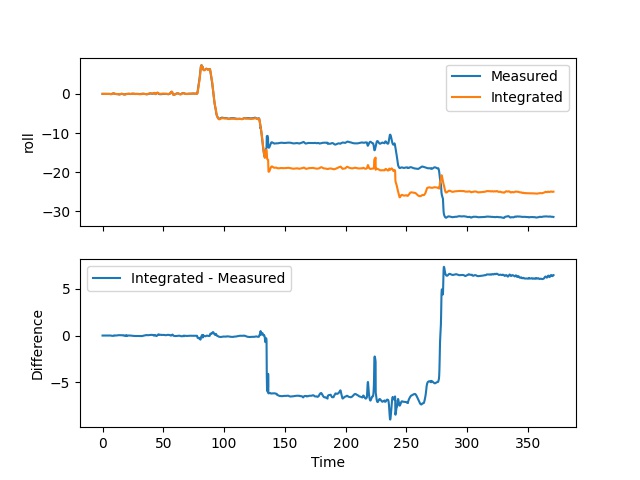 Measured
Integrated
0
−10
−20
−30
roll
Integrated - Measured
5
0
−5
Difference
0 50 100 150 200 250 300 350
Time